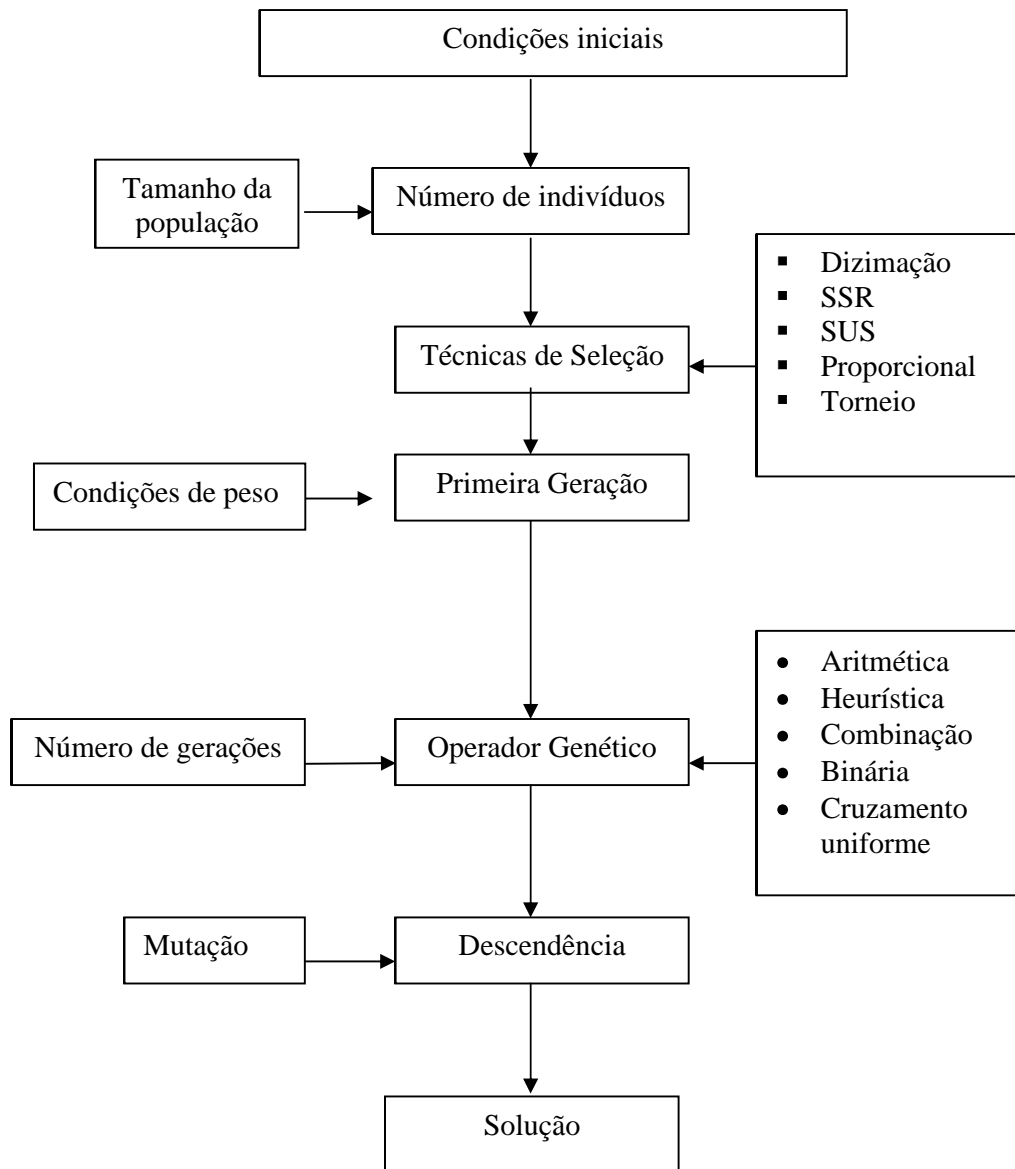 Condições iniciais
Tamanho da
população
Número de indivíduos
▪ Dizimação
▪ SSR
▪ SUS
▪ Proporcional
▪ Torneio
Técnicas de Seleção
Condições de peso
Primeira Geração
• Aritmética
• Heurística
• Combinação
• Binária
• Cruzamento
uniforme
Número de gerações
Operador Genético
Mutação
Descendência
Solução